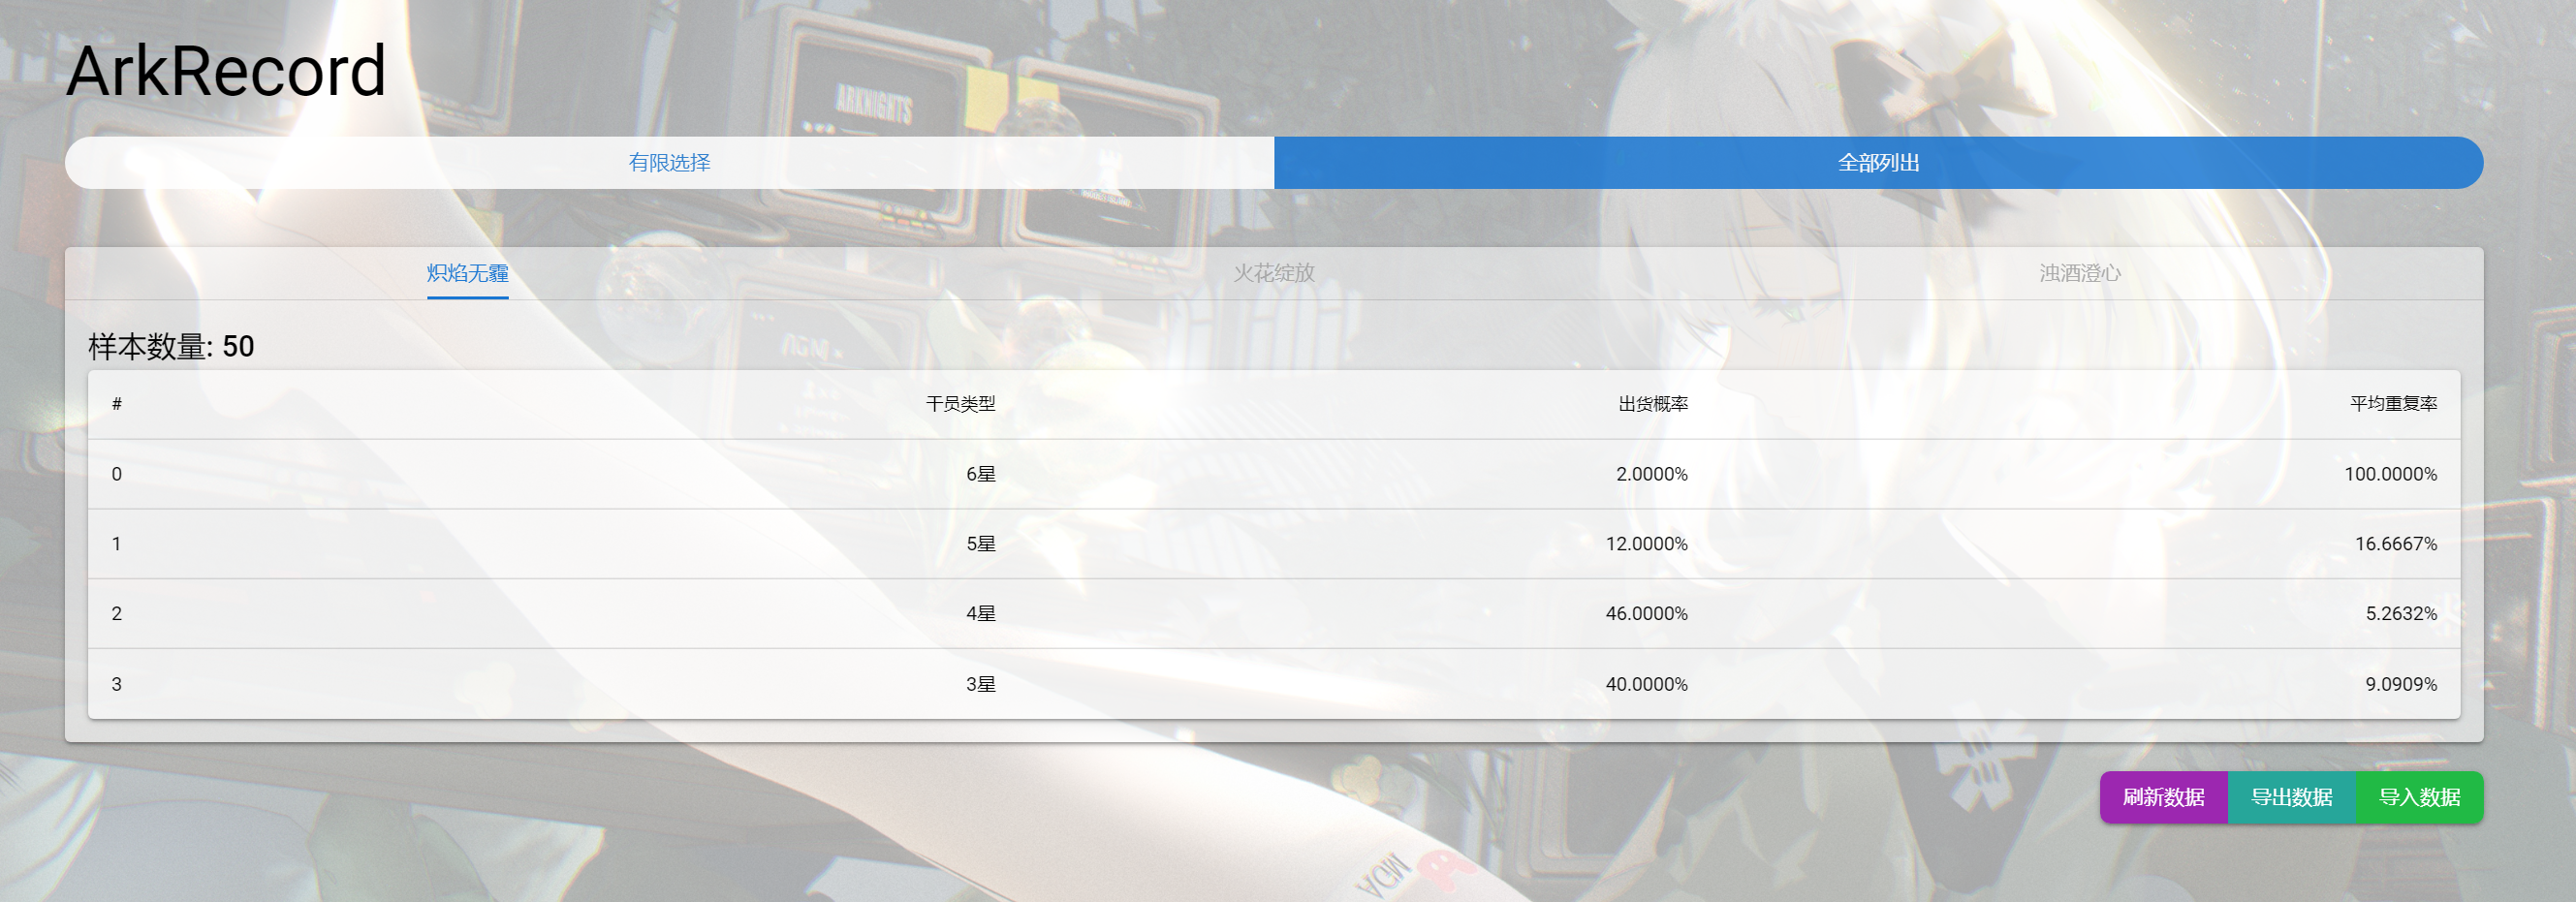 ArkRecord
ARKNIGHTS
有限选择
全部列出
炽焰无霾
火花绽放
浊酒澄心
样本数量: 50
# 干员类型 出货概率 平均重复率
0 6星 2.0000% 100.0000%
1 5星 12.0000% 16.6667%
2 4星 46.0000% 5.2632%
3 3星 40.0000% 9.0909%
刷新数据 导出数据 导入数据